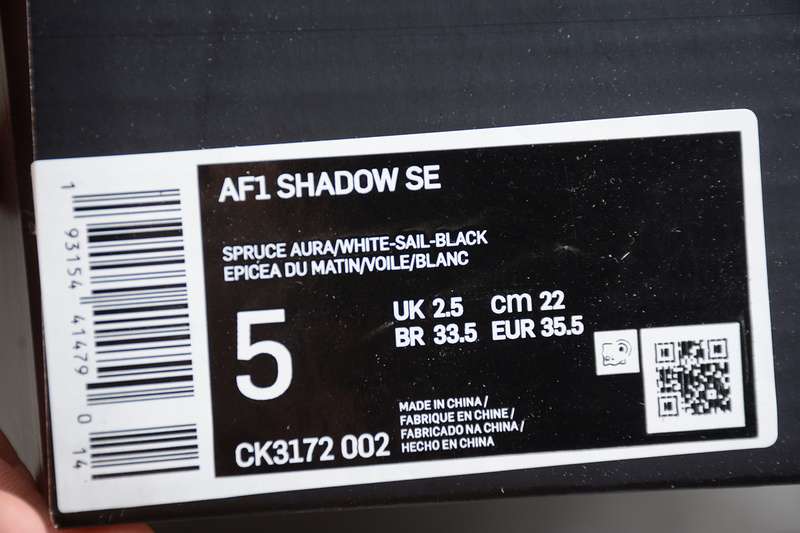 AF1 SHADOW SE
SPRUCE AURA/WHITE-SAIL-BLACK
EPICEA DU MATIN/VOILE/BLANC
5
UK 2.5 cm 22
BR 33.5 EUR 35.5
CK3172 002
MADE IN CHINA /
FABRIQUE EN CHINE /
FABRICADO NA CHINA /
HECHO EN CHINA
1 93154 41479 0 14